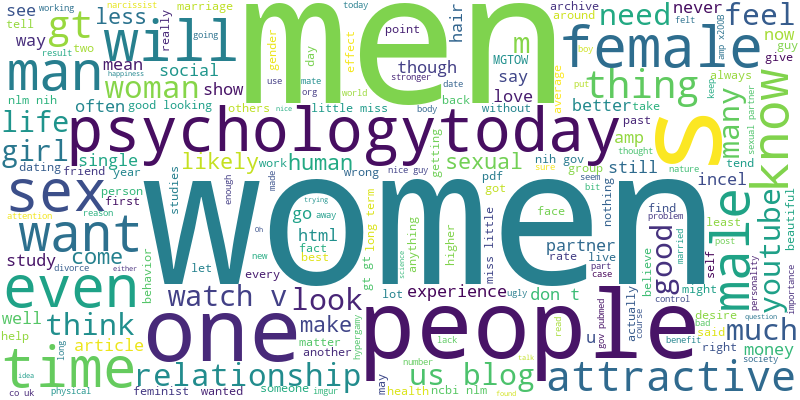 women
men
people
psychologytoday
s
one
even
time
sex
want
man
will
gt
woman
girl
life
female
thing
know
male
attractive
good
much
youtube
need
feel
many
m
look
watch v
think
relationship
us blog
make
come
experience
likely
human
sexual
partner
go
html
don t
u
less
see
way
tell
working
narcissist
marriage
really
two
mean
social
show
result
going
today
gender
effect
day
though
point
hair
MGTOW
say
love
never
archive
around
always
now
guy
give
boy
amp x200B
nlm nih
often
good looking
others
little miss
back
without
better
take
put
average
happiness
use
mate
org
world
stronger
date
body
nice
single
friend
year
dating
person
first
studies
work
wrong
nice guy
getting
pdf
got
nih gov
group
amp
past
still
incel
tend
keep
thought
sexual partner
nature
seem
bit
nothing
study
well
help
article
behavior
let
fact
best
every
enough
made
away
trying
oh
new
long term
gt gt
anything
higher
lot
miss little
face
rate
live
part
case
find
problem
believe
married
least
post
self
might
personality
beautiful
importance
desire
bad
said
money
right
society
question
course
actually
control
gov pubmed
benefit
matter
another
someone
imgur
hypergamy
may
health
number
lack
science
ugly
read
talk
found
ncbi nlm
feminist
wanted
physical
either
divorce
reason
attention
long
idea
co uk
sure